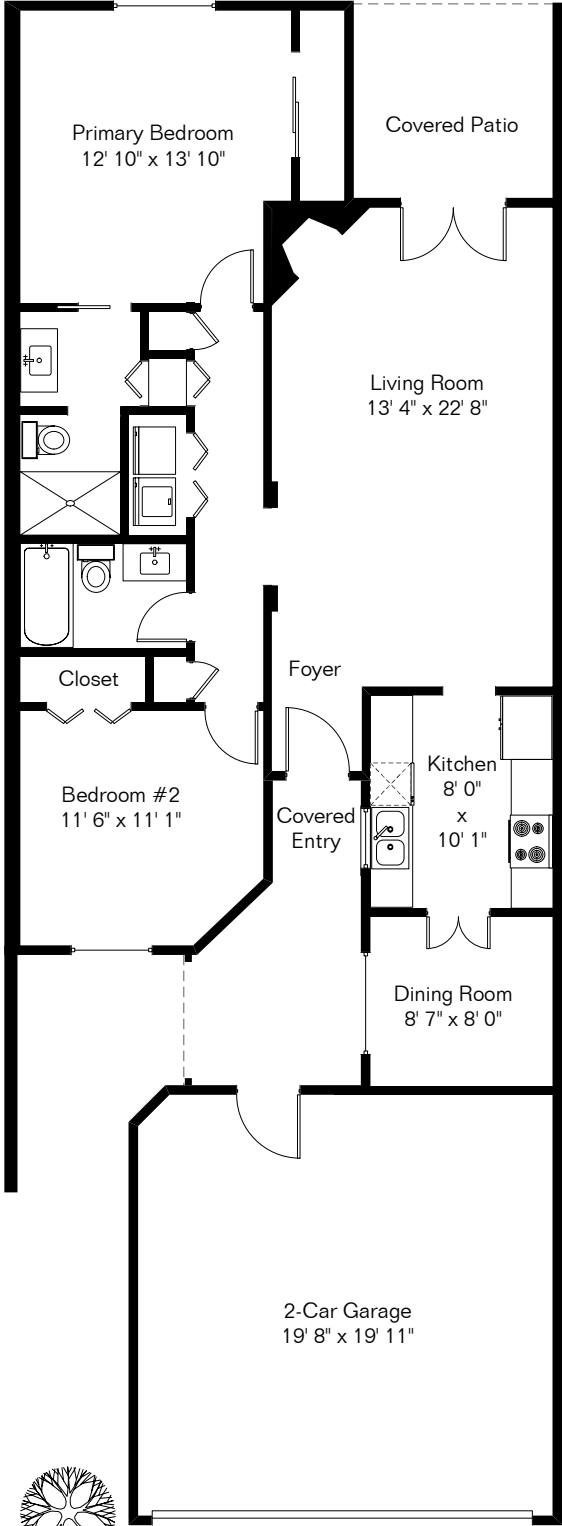 Primary Bedroom
12' 10" x 13' 10"
Covered Patio
Living Room
13' 4" x 22' 8"
Closet
Foyer
Bedroom #2
11' 6" x 11' 1"
Kitchen
8' 0"
x
10' 1"
Covered
Entry
Dining Room
8' 7" x 8' 0"
2-Car Garage
19' 8" x 19' 11"